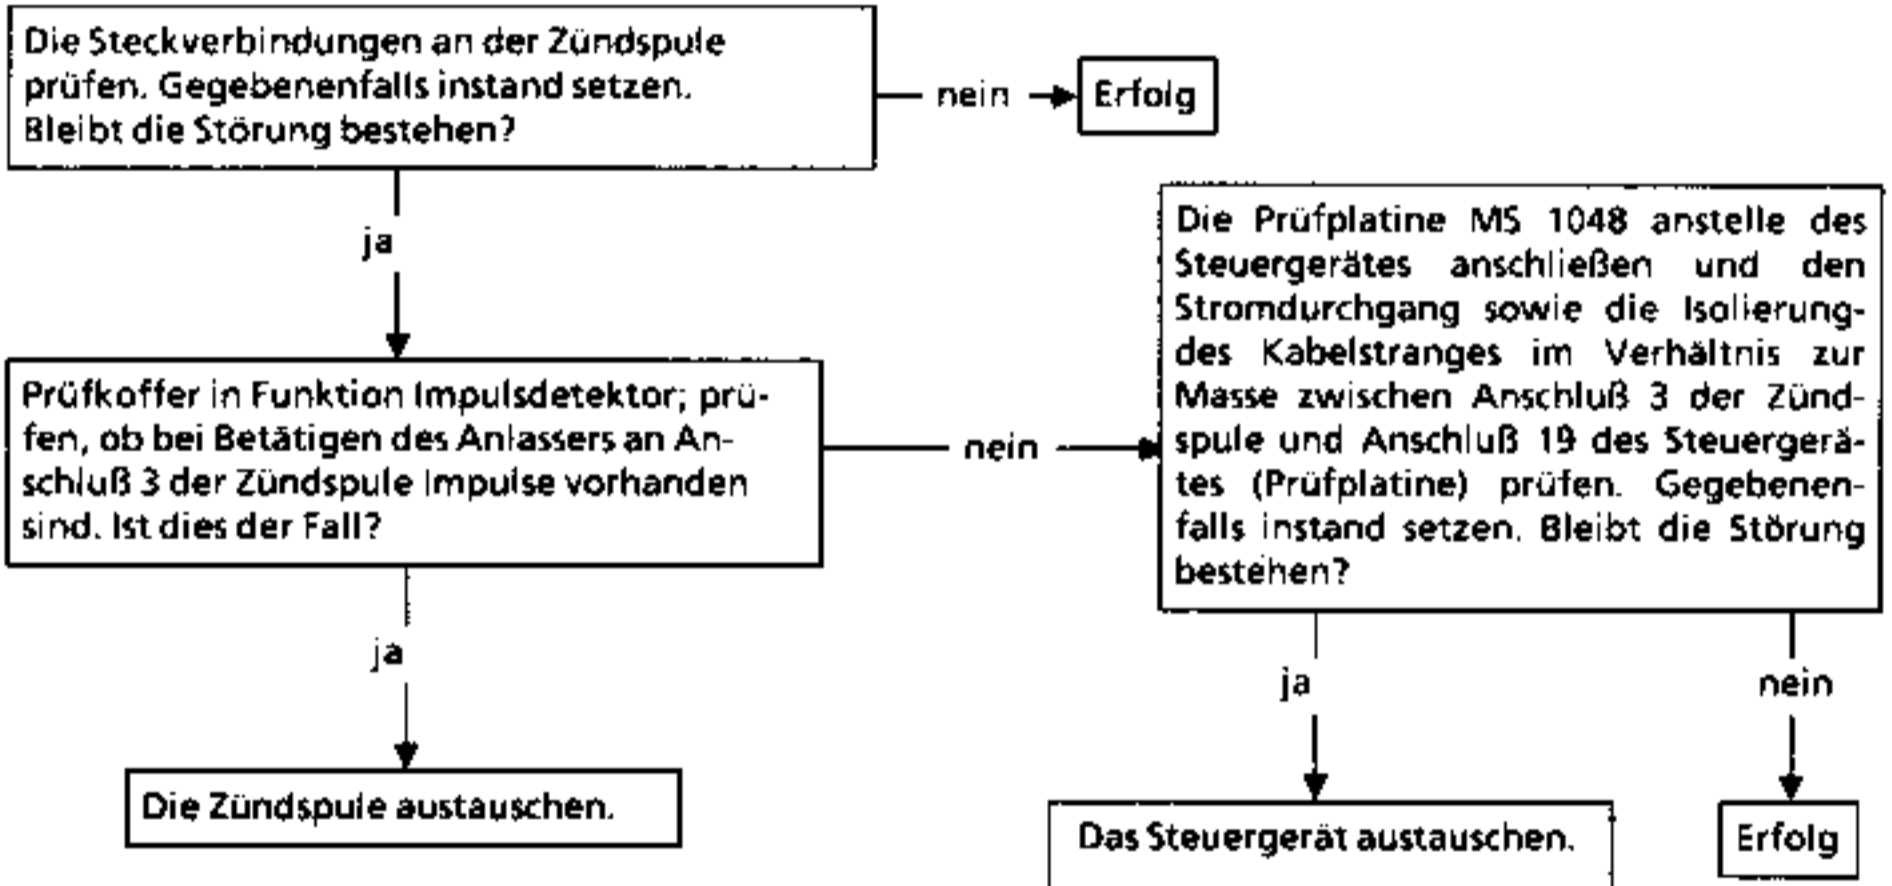 Die Steckverbindungen an der Zündspule
prüfen. Gegebenenfalls instand setzen.
Bleibt die Störung bestehen?
nein
Erfolg
ja
Prüfkoffer in Funktion Impulsdetektor; prü-
fen, ob bei Betätigen des Anlassers an An-
schluß 3 der Zündspule Impulse vorhanden
sind. Ist dies der Fall?
nein
Die Prüfplatine MS 1048 anstelle des
Steuergerätes anschließen und den
Stromdurchgang sowie die Isolierung-
des Kabelstranges im Verhältnis zur
Masse zwischen Anschluß 3 der Zünd-
spule und Anschluß 19 des Steuergerä-
tes (Prüfplatine) prüfen. Gegebenen-
falls instand setzen. Bleibt die Störung
bestehen?
ja
Die Zündspule austauschen.
ja
nein
Das Steuergerät austauschen.
Erfolg